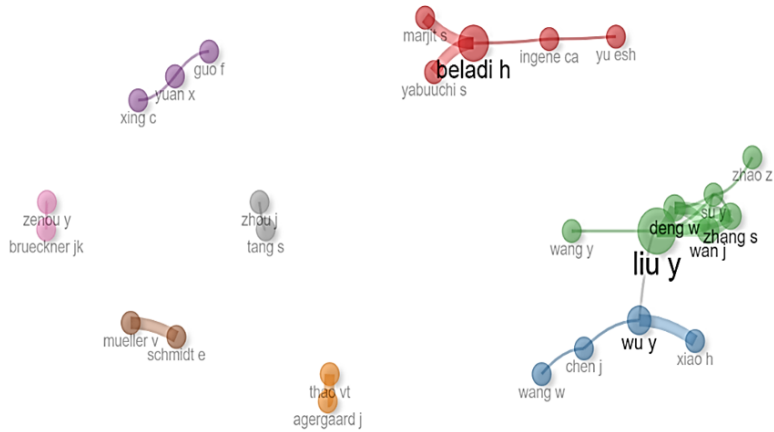 marjit s
beladi h
ingene ca
yu esh
yabuuchi s
guo f
yuan x
xing c
zhao z
zenou y
brueckner jk
zhou j
tang s
su y
deng w
zhang s
wan j
wang y
liu y
mueller v
schmidt e
wu y
xiao h
chen j
wang w
thao vt
agergaard j